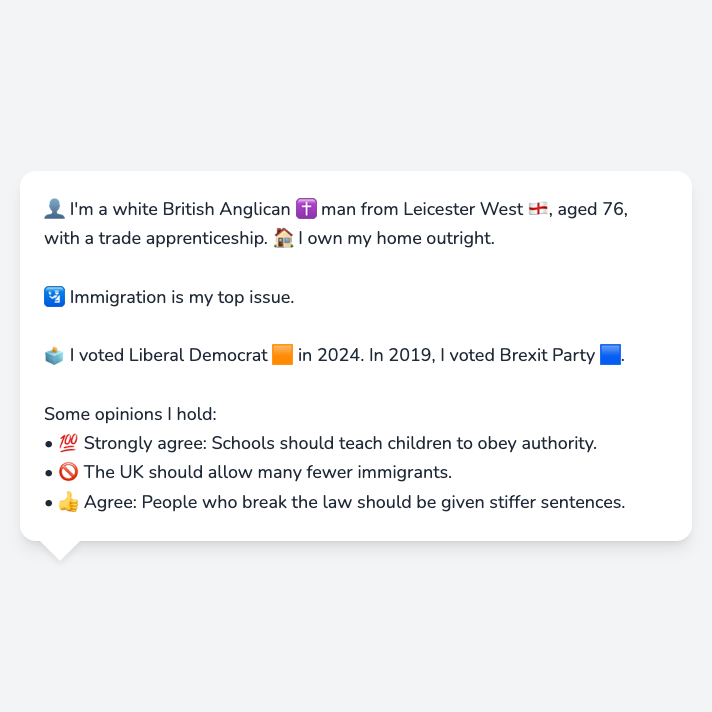 👤 I'm a white British Anglican ✝️ man from Leicester West 🏴󠁧󠁢󠁥󠁮󠁧󠁿, aged 76,
with a trade apprenticeship. 🏠 I own my home outright.
🛂 Immigration is my top issue.
🗳️ I voted Liberal Democrat 🟧 in 2024. In 2019, I voted Brexit Party 🟦.
Some opinions I hold:
• 💯 Strongly agree: Schools should teach children to obey authority.
• 🚫 The UK should allow many fewer immigrants.
• 👍 Agree: People who break the law should be given stiffer sentences.